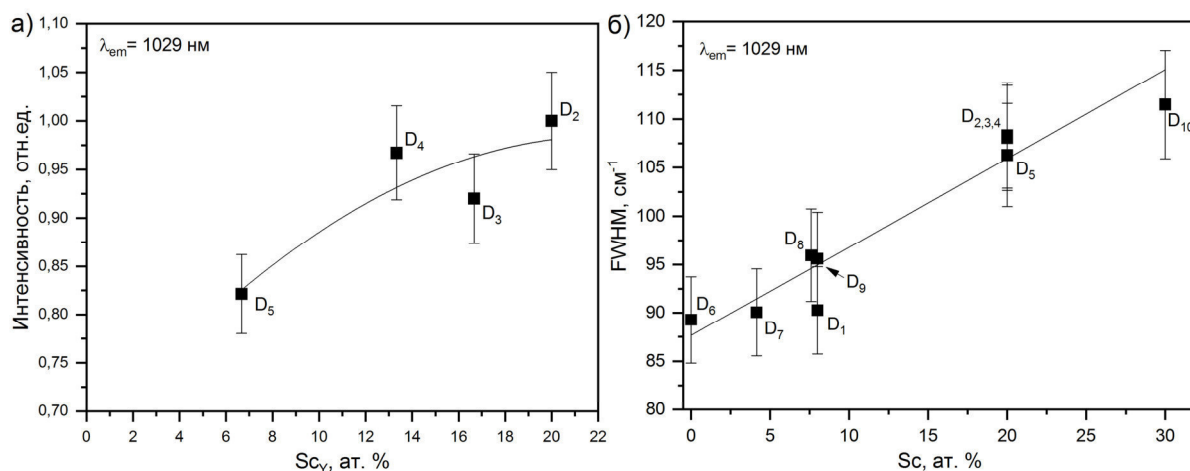 а)
λem = 1029 нм
Интенсивность, отн.ед.
1,10
1,05
1,00
0,95
0,90
0,85
0,80
0,75
0,70
D2
D4
D3
D5
0 2 4 6 8 10 12 14 16 18 20 22
ScY, ат. %
б)
λem = 1029 нм
FWHM, см-1
115
110
105
100
95
90
85
80
D2,3,4
D10
D5
D8
D9
D6
D7
D1
0 5 10 15 20 25 30
Sc, ат. %